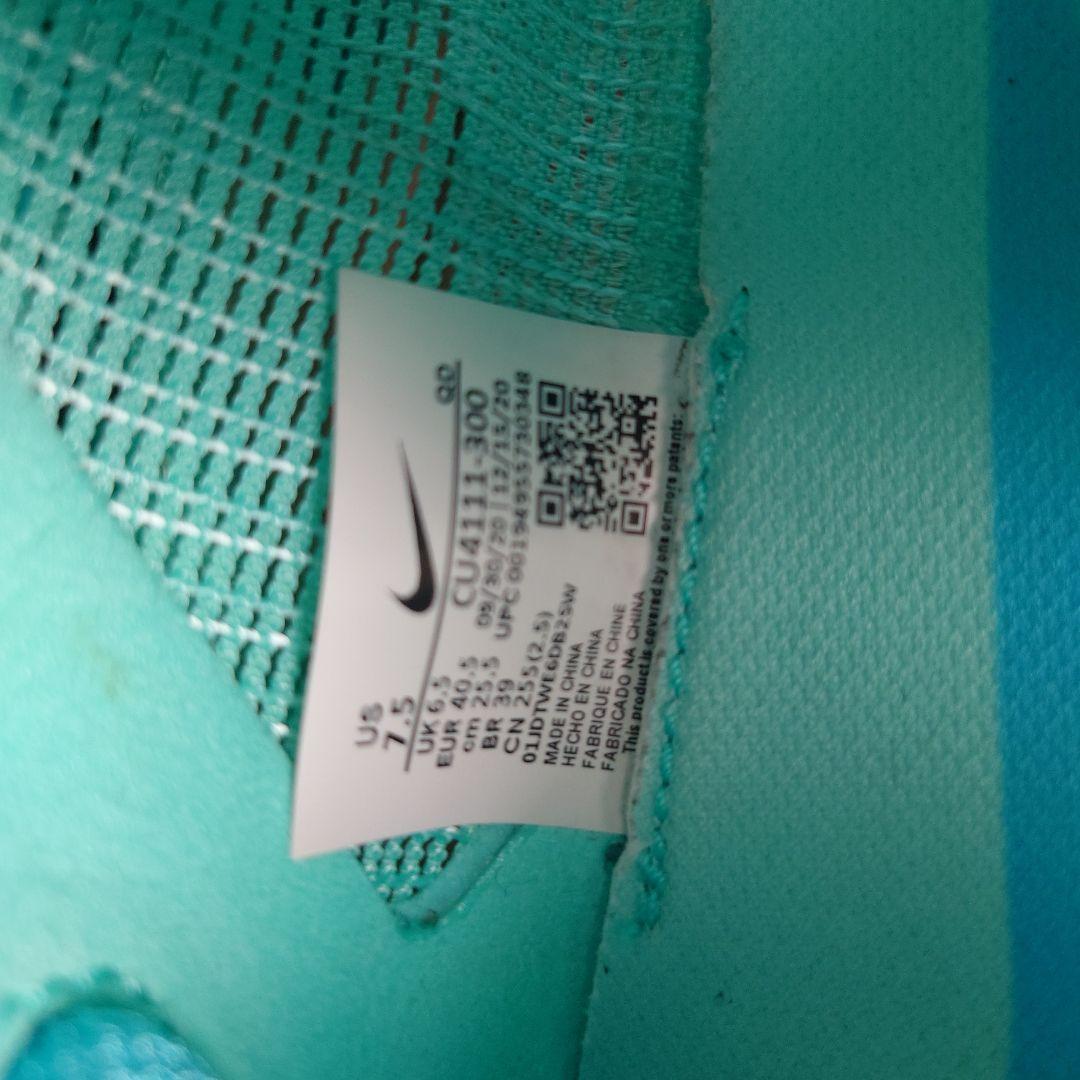 US
7.5
QD
UK 6.5
EUR 40.5
cm 25.5
BR 39
CN 255(2.5)
CU4111-300
09/30/20 | 12/15/20
UPC 00194955730348
01JDTWE6DB2SW
MADE IN CHINA
HECHO EN CHINA
FABRIQUE EN CHINE
FABRICADO NA CHINA
This product is covered by one or more patents: